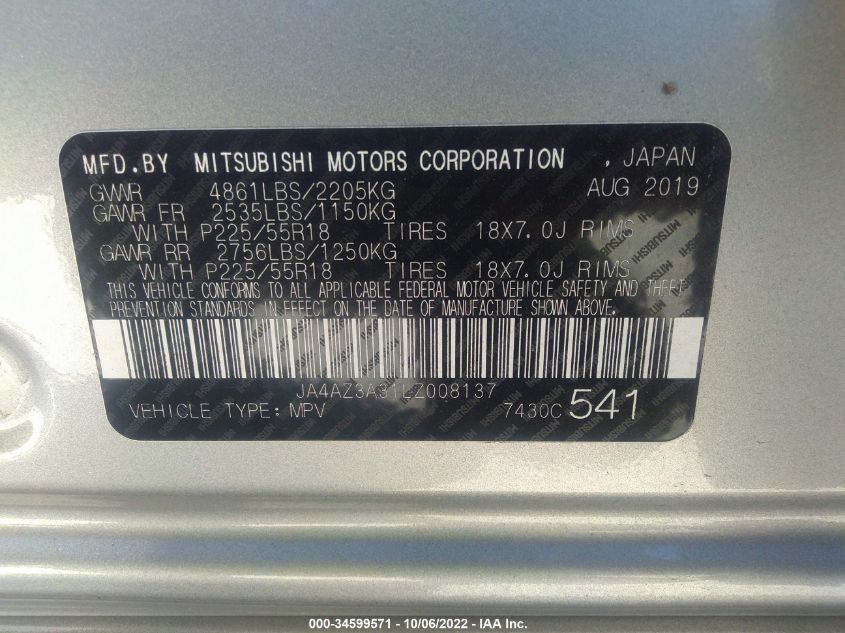 MFD.BY MITSUBISHI MOTORS CORPORATION , JAPAN
GVWR 4861LBS/2205KG AUG 2019
GAWR FR 2535LBS/1150KG
WITH P225/55R18 TIRES 18X7.0J RIMS
GAWR RR 2756LBS/1250KG
WITH P225/55R18 TIRES 18X7.0J RIMS
THIS VEHICLE CONFORMS TO ALL APPLICABLE FEDERAL MOTOR VEHICLE SAFETY AND THEFT
PREVENTION STANDARDS IN EFFECT ON THE DATE OF MANUFACTURE SHOWN ABOVE.
JA4AZ3A31LZ008137
VEHICLE TYPE: MPV 7430C 541
000-34599571 - 10/06/2022 - IAA Inc.